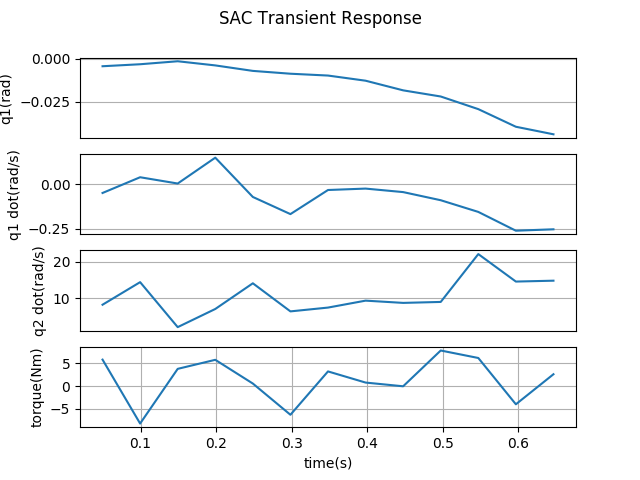 SAC Transient Response
0.000
−0.025
q1(rad)
0.00
−0.25
q1 dot(rad/s)
20
10
q2 dot(rad/s)
5
0
−5
torque(Nm)
0.1 0.2 0.3 0.4 0.5 0.6
time(s)